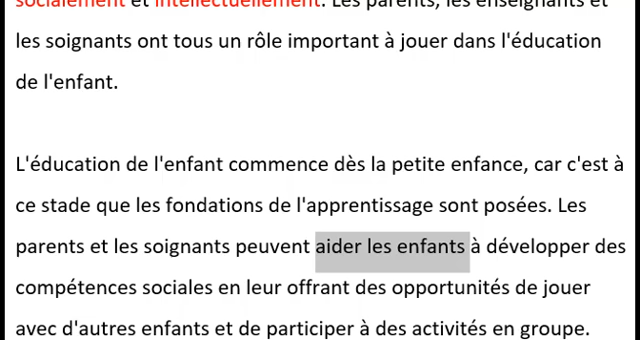 socialement et intellectuellement. Les parents, les enseignants et
les soignants ont tous un rôle important à jouer dans l'éducation
de l'enfant.
L'éducation de l'enfant commence dès la petite enfance, car c'est à
ce stade que les fondations de l'apprentissage sont posées. Les
parents et les soignants peuvent aider les enfants à développer des
compétences sociales en leur offrant des opportunités de jouer
avec d'autres enfants et de participer à des activités en groupe.